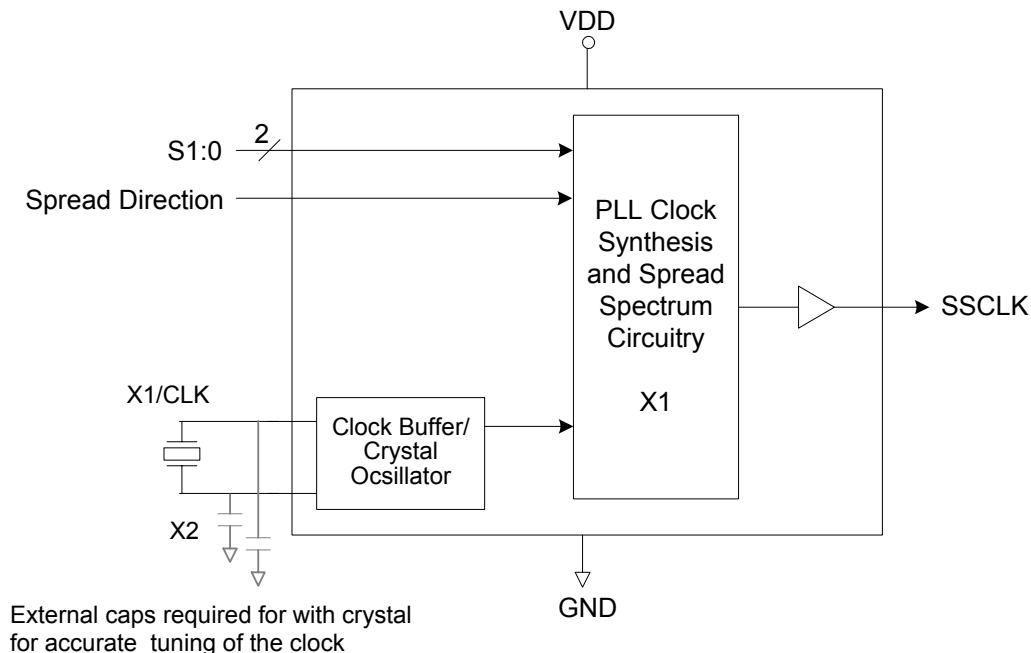 VDD
2
S1:0
Spread Direction
PLL Clock
Synthesis
and Spread
Spectrum
Circuitry
X1
SSCLK
X1/CLK
Clock Buffer/
Crystal
Ocsillator
X2
GND
External caps required for with crystal
for accurate tuning of the clock